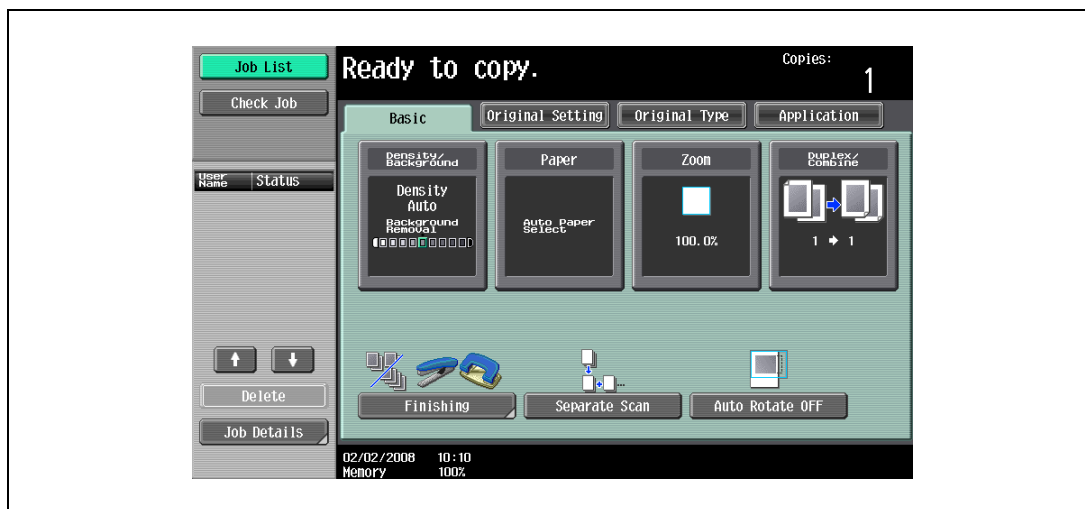 Job List
Check Job
User Name Status
Delete
Job Details
Ready to copy.
Copies:
1
Basic
Original Setting
Original Type
Application
Density/
Background
Density
Auto
Background
Removal
Paper
Auto Paper
Select
Zoom
100.0%
Duplex/
Combine
1 → 1
Finishing
Separate Scan
Auto Rotate OFF
02/02/2008 10:10
Memory 100%